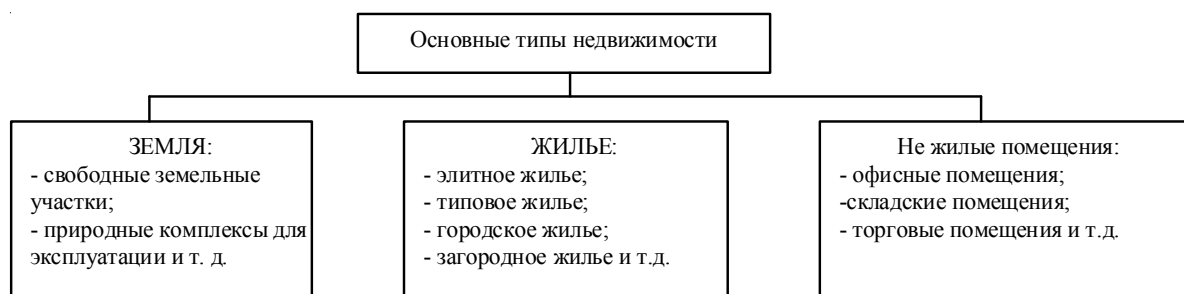 Основные типы недвижимости
ЗЕМЛЯ:
- свободные земельные
участки;
- природные комплексы для
эксплуатации и т. д.
ЖИЛЬЕ:
- элитное жилье;
- типовое жилье;
- городское жилье;
- загородное жилье и т.д.
Не жилые помещения:
- офисные помещения;
-складские помещения;
- торговые помещения и т.д.